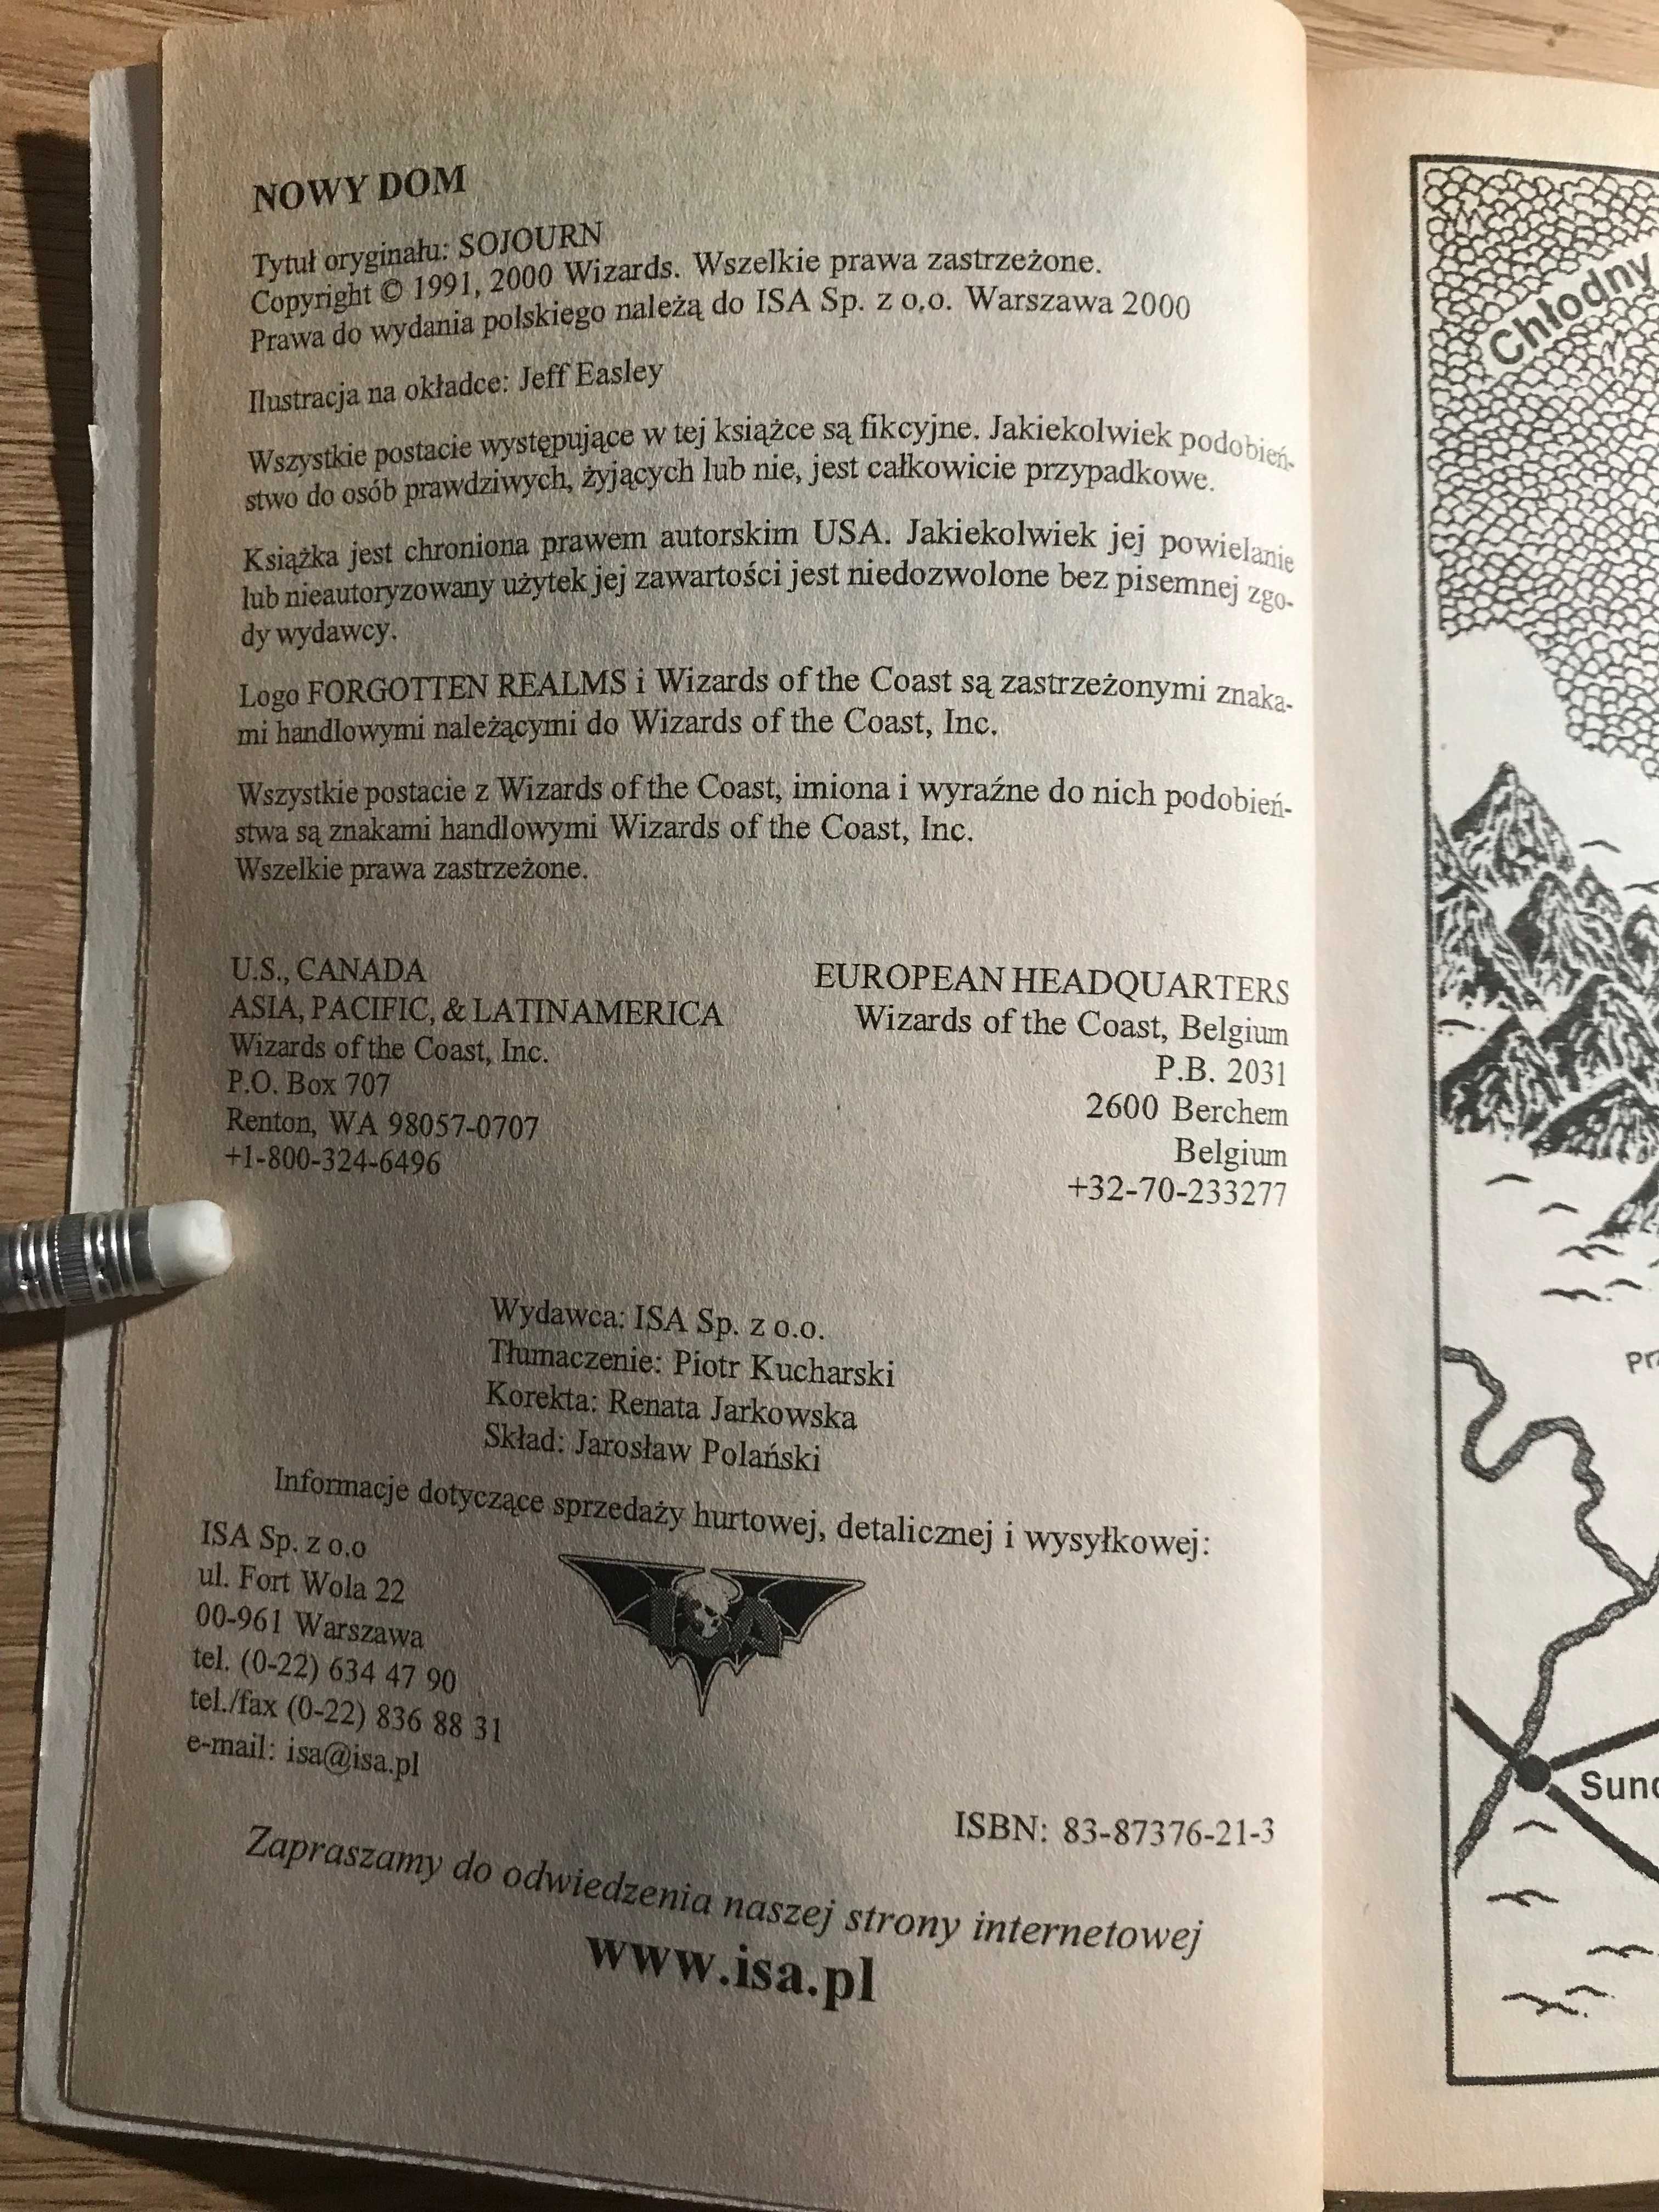 NOWY DOM
Tytuł oryginału: SOJOURN
Copyright © 1991, 2000 Wizards. Wszelkie prawa zastrzeżone.
Prawa do wydania polskiego należą do ISA Sp. z o.o. Warszawa 2000
Ilustracja na okładce: Jeff Easley
Wszystkie postacie występujące w tej książce są fikcyjne. Jakiekolwiek podobień-
stwo do osób prawdziwych, żyjących lub nie, jest całkowicie przypadkowe.
Książka jest chroniona prawem autorskim USA. Jakiekolwiek jej powielanie
lub nieautoryzowany użytek jej zawartości jest niedozwolone bez pisemnej zgo-
dy wydawcy.
Logo FORGOTTEN REALMS i Wizards of the Coast są zastrzeżonymi znaka-
mi handlowymi należącymi do Wizards of the Coast, Inc.
Wszystkie postacie z Wizards of the Coast, imiona i wyraźne do nich podobień-
stwa są znakami handlowymi Wizards of the Coast, Inc.
Wszelkie prawa zastrzeżone.
U.S., CANADA
ASIA, PACIFIC, & LATIN AMERICA
Wizards of the Coast, Inc.
P.O. Box 707
Renton, WA 98057-0707
+1-800-324-6496
EUROPEAN HEADQUARTERS
Wizards of the Coast, Belgium
P.B. 2031
2600 Berchem
Belgium
+32-70-233277
Wydawca: ISA Sp. z o.o.
Tłumaczenie: Piotr Kucharski
Korekta: Renata Jarkowska
Skład: Jarosław Polański
Informacje dotyczące sprzedaży hurtowej, detalicznej i wysyłkowej:
ISA Sp. z o.o
ul. Fort Wola 22
00-961 Warszawa
tel. (0-22) 634 47 90
tel./fax (0-22) 836 88 31
e-mail: isa@isa.pl
ISA
ISBN: 83-87376-21-3
Zapraszamy do odwiedzenia naszej strony internetowej
www.isa.pl
Chłodny